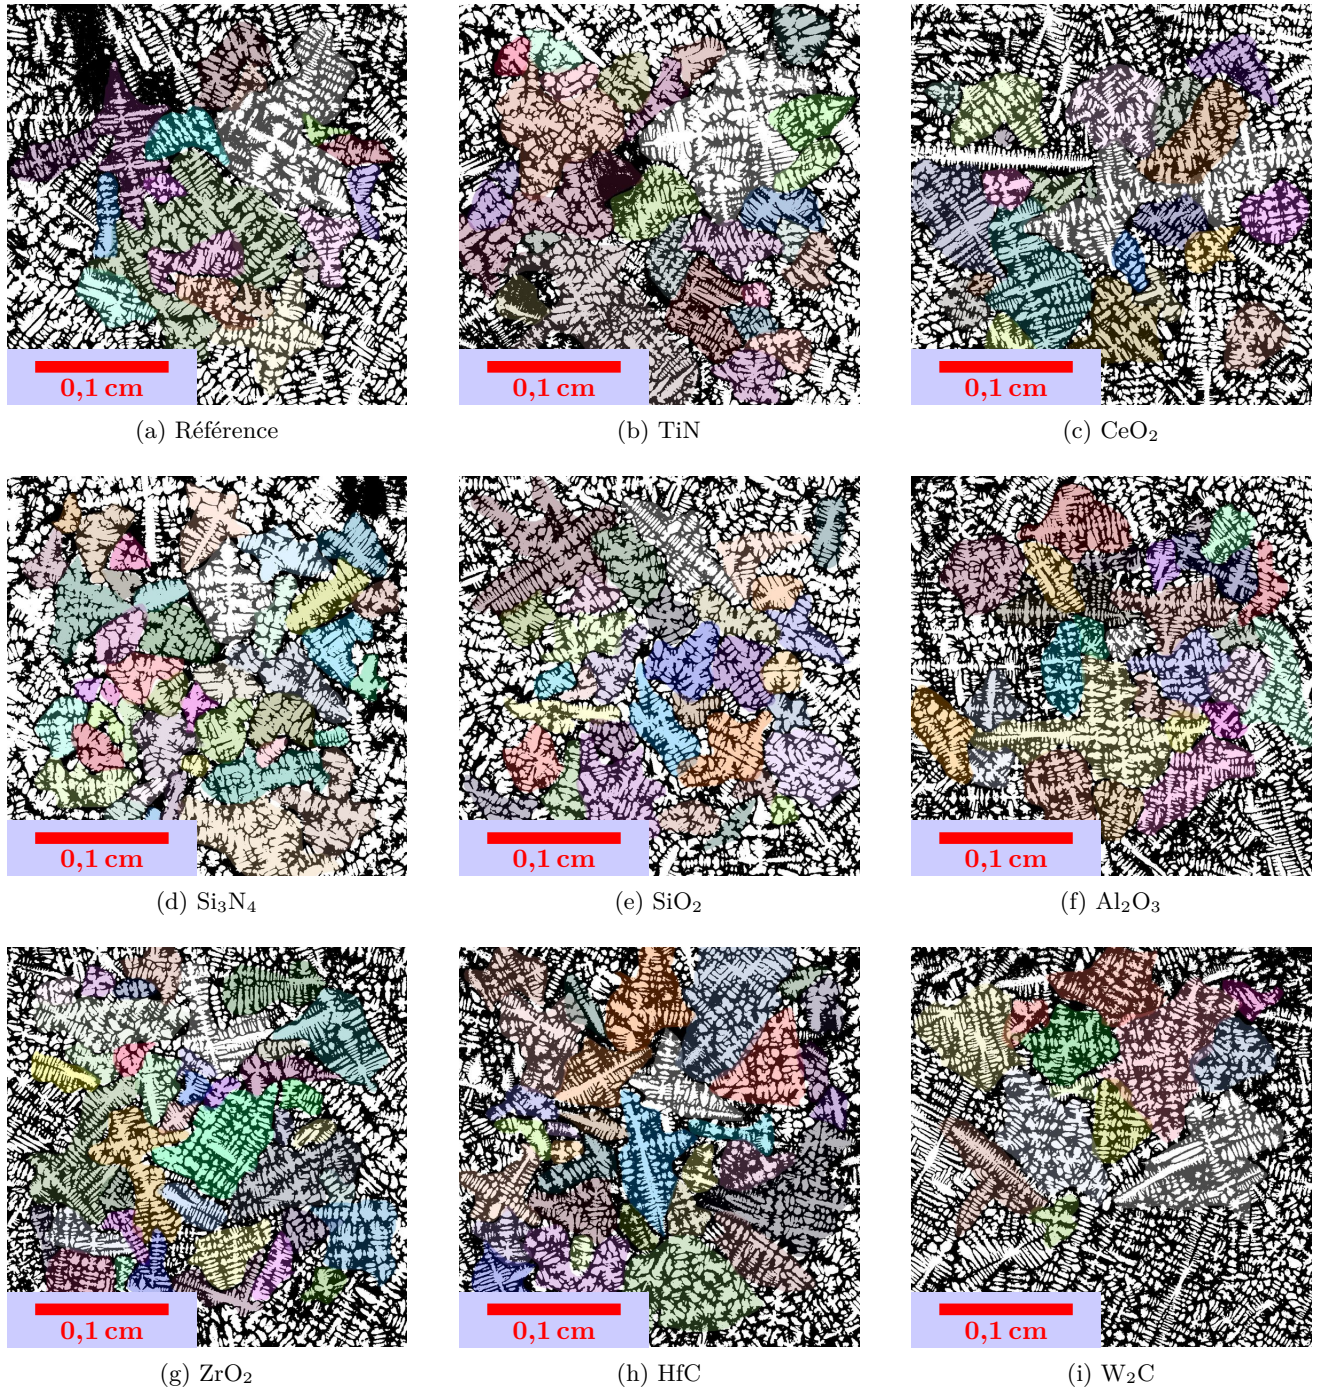 0,1 cm
0,1 cm
0,1 cm
(a) Référence
(b) TiN
(c) CeO₂
0,1 cm
0,1 cm
0,1 cm
(d) Si₃N₄
(e) SiO₂
(f) Al₂O₃
0,1 cm
0,1 cm
0,1 cm
(g) ZrO₂
(h) HfC
(i) W₂C